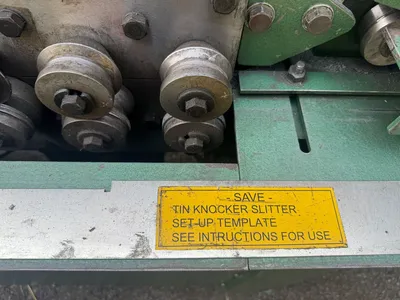 - SAVE -
TIN KNOCKER SLITTER
SET-UP TEMPLATE
SEE INTRUCTIONS FOR USE